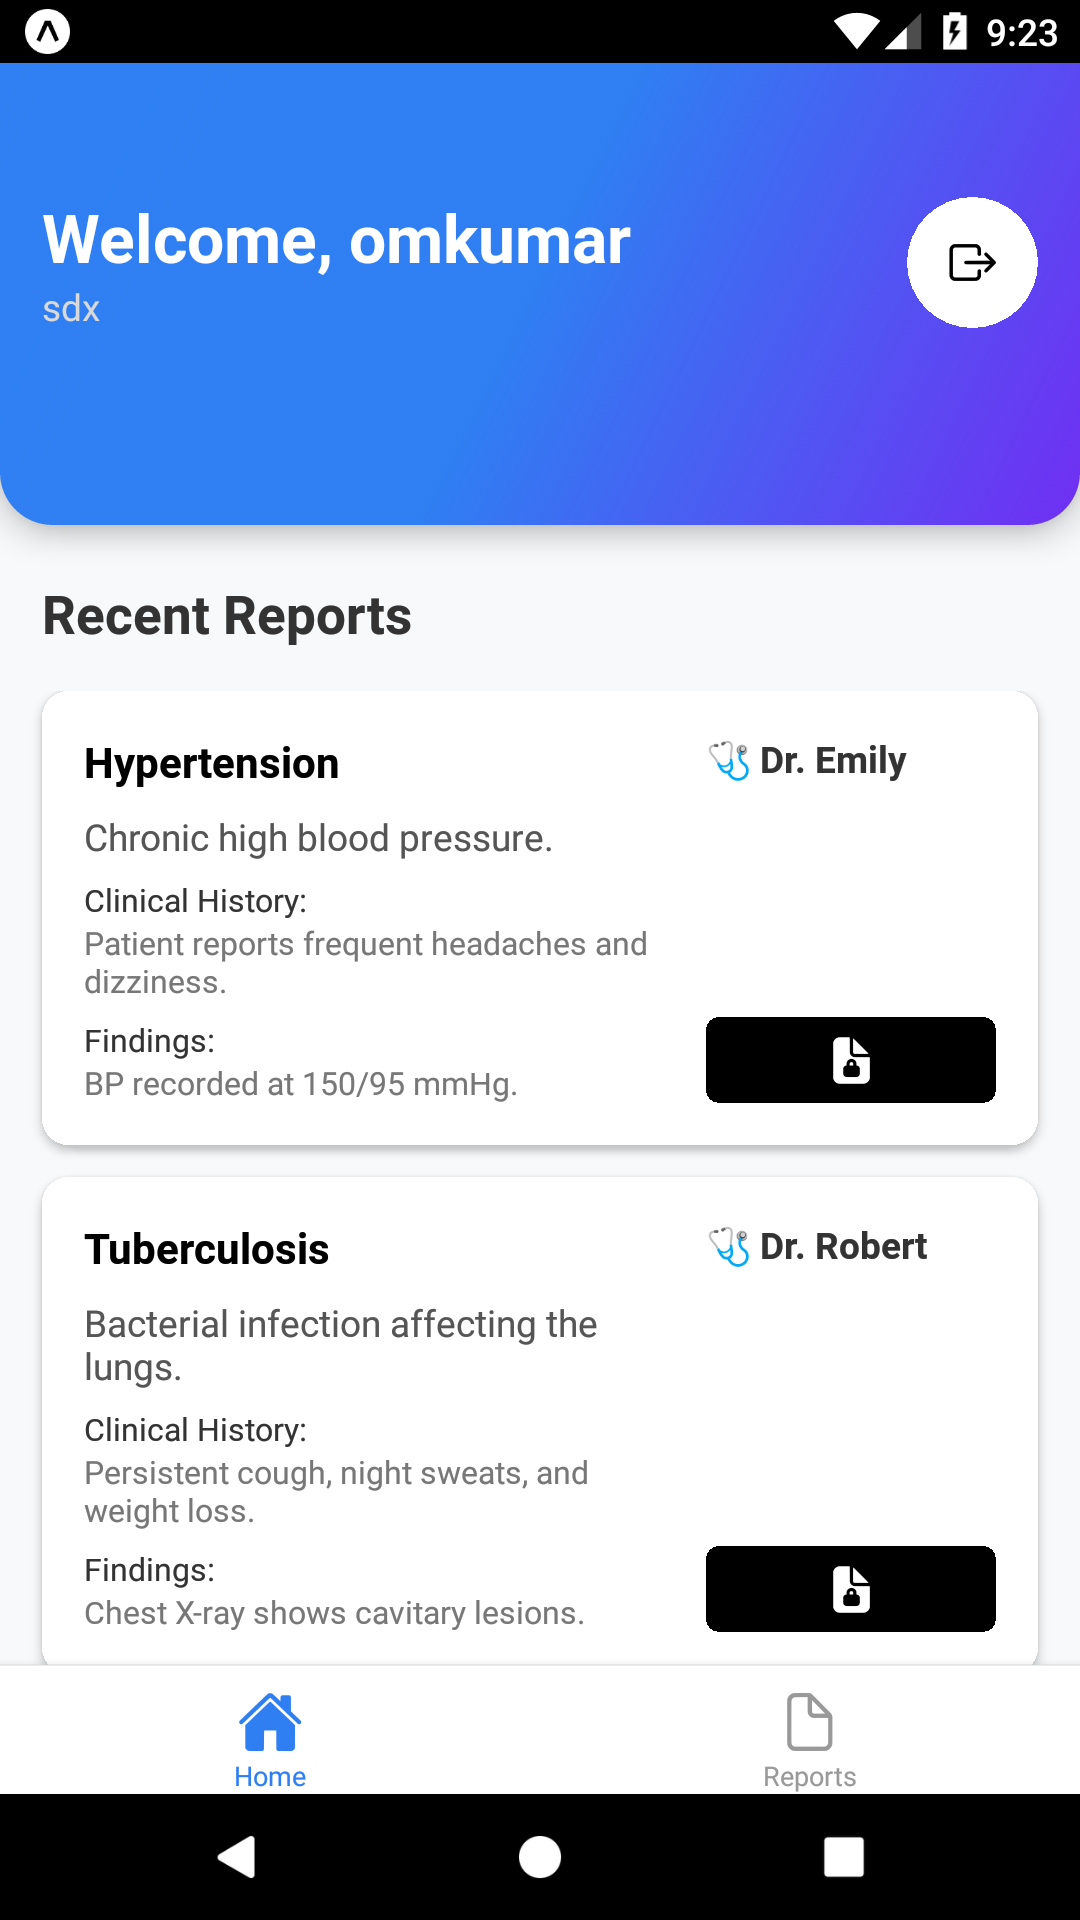 9:23
Welcome, omkumar
sdx
Recent Reports
Hypertension
Dr. Emily
Chronic high blood pressure.
Clinical History:
Patient reports frequent headaches and
dizziness.
Findings:
BP recorded at 150/95 mmHg.
Tuberculosis
Dr. Robert
Bacterial infection affecting the
lungs.
Clinical History:
Persistent cough, night sweats, and
weight loss.
Findings:
Chest X-ray shows cavitary lesions.
Home
Reports